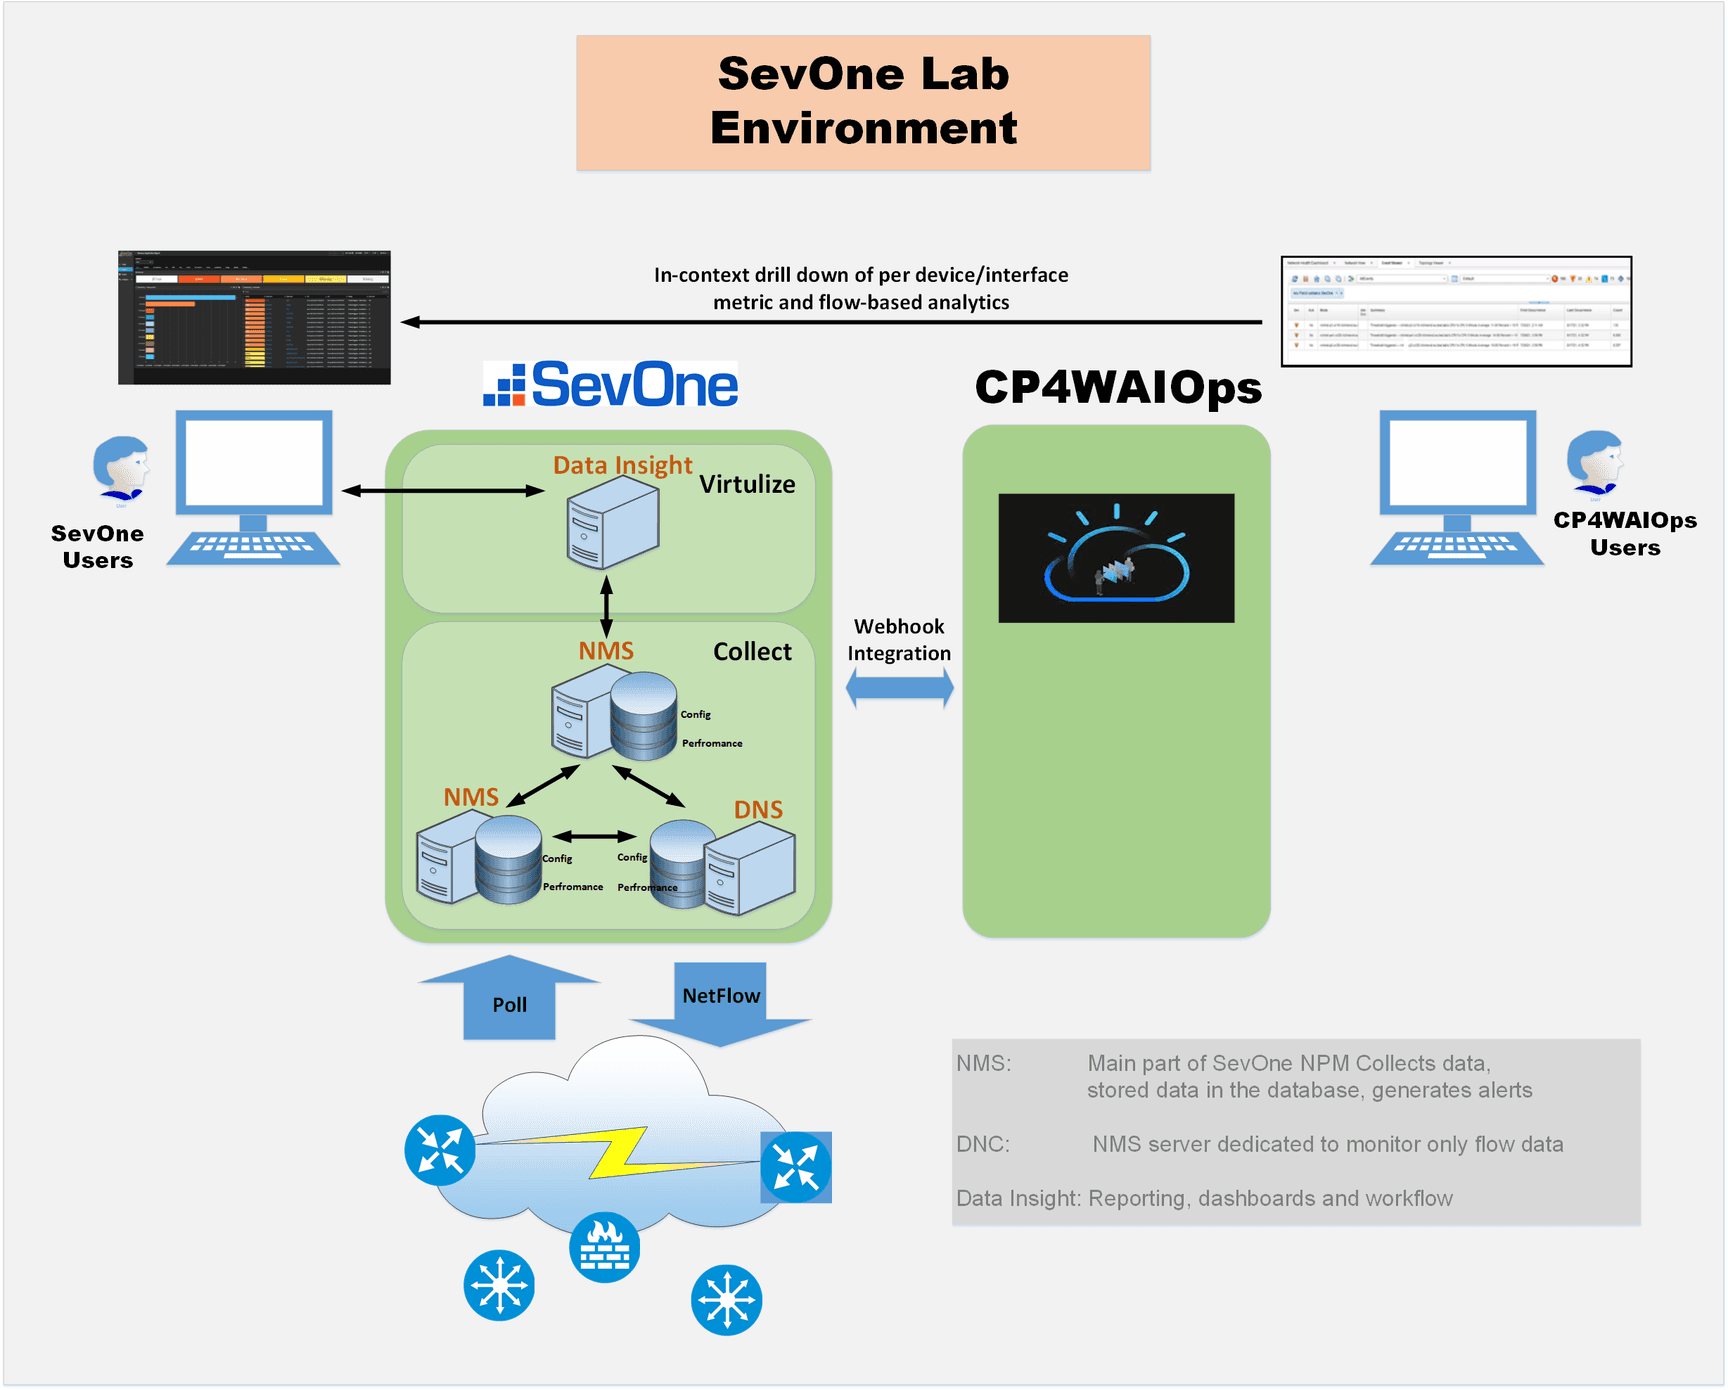 SevOne Lab
Environment
In-context drill down of per device/interface
metric and flow-based analytics
SevOne
CP4WAIOps
SevOne
Users
CP4WAIOps
Users
Data Insight
Virtulize
NMS
Collect
Config
Perfromance
NMS
Config
Perfromance
DNS
Config
Perfromance
Webhook
Integration
Poll
NetFlow
NMS: Main part of SevOne NPM Collects data,
stored data in the database, generates alerts
DNC: NMS server dedicated to monitor only flow data
Data Insight: Reporting, dashboards and workflow